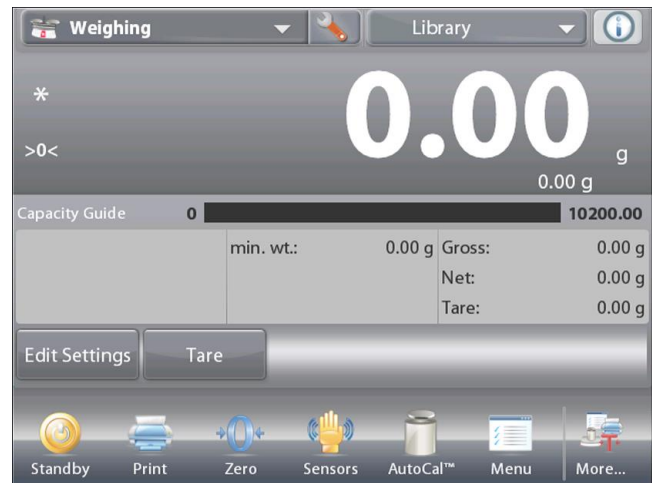 Weighing Library
*
0.00 g
>0<
0.00 g
Capacity Guide 0 10200.00
min. wt.: 0.00 g Gross: 0.00 g
Net: 0.00 g
Tare: 0.00 g
Edit Settings Tare
Standby Print Zero Sensors AutoCal™ Menu More...